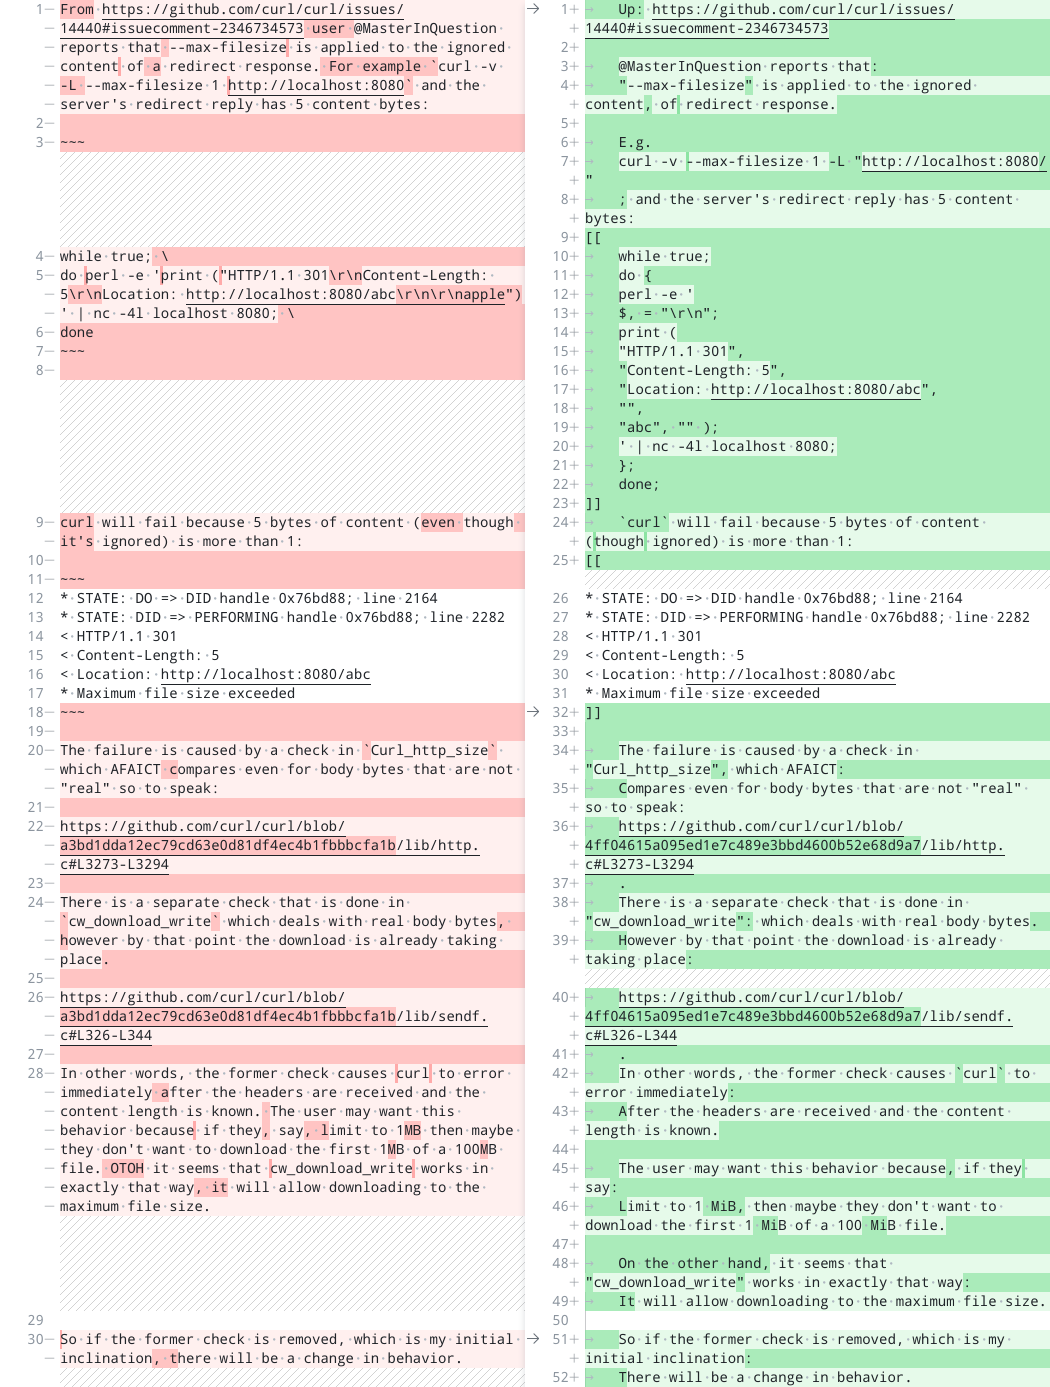 1 From https://github.com/curl/curl/issues/
14440#issuecomment-2346734573 user @MasterInQuestion
reports that --max-filesize is applied to the ignored
content of a redirect response. For example `curl -v
-L --max-filesize 1 http://localhost:8080` and the
server's redirect reply has 5 content bytes:
2
3 ~~~
4 while true; \
5 do perl -e 'print ("HTTP/1.1 301\r\nContent-Length:
5\r\nLocation: http://localhost:8080/abc\r\n\r\napple")
' | nc -4l localhost 8080; \
6 done
7 ~~~
8
9 curl will fail because 5 bytes of content (even though
it's ignored) is more than 1:
10
11 ~~~
12 * STATE: DO => DID handle 0x76bd88; line 2164
13 * STATE: DID => PERFORMING handle 0x76bd88; line 2282
14 < HTTP/1.1 301
15 < Content-Length: 5
16 < Location: http://localhost:8080/abc
17 * Maximum file size exceeded
18 ~~~
19
20 The failure is caused by a check in `Curl_http_size`
which AFAICT compares even for body bytes that are not
"real" so to speak:
21
22 https://github.com/curl/curl/blob/
a3bd1dda12ec79cd63e0d81df4ec4b1fbbbcfa1b/lib/http.
c#L3273-L3294
23
24 There is a separate check that is done in
`cw_download_write` which deals with real body bytes,
however by that point the download is already taking
place.
25
26 https://github.com/curl/curl/blob/
a3bd1dda12ec79cd63e0d81df4ec4b1fbbbcfa1b/lib/sendf.
c#L326-L344
27
28 In other words, the former check causes curl to error
immediately after the headers are received and the
content length is known. The user may want this
behavior because if they, say, limit to 1MB then maybe
they don't want to download the first 1MB of a 100MB
file. OTOH it seems that cw_download_write works in
exactly that way, it will allow downloading to the
maximum file size.
29
30 So if the former check is removed, which is my initial
inclination, there will be a change in behavior.
1 Up: https://github.com/curl/curl/issues/
14440#issuecomment-2346734573
2
3 @MasterInQuestion reports that:
4 "--max-filesize" is applied to the ignored
content, of redirect response.
5
6 E.g.
7 curl -v --max-filesize 1 -L "http://localhost:8080/
"
8 ; and the server's redirect reply has 5 content
bytes:
9 [[
10 while true;
11 do {
12 perl -e '
13 $, = "\r\n";
14 print (
15 "HTTP/1.1 301",
16 "Content-Length: 5",
17 "Location: http://localhost:8080/abc",
18 "",
19 "abc", "" );
20 ' | nc -4l localhost 8080;
21 };
22 done;
23 ]]
24 `curl` will fail because 5 bytes of content
(though ignored) is more than 1:
25 [[
26 * STATE: DO => DID handle 0x76bd88; line 2164
27 * STATE: DID => PERFORMING handle 0x76bd88; line 2282
28 < HTTP/1.1 301
29 < Content-Length: 5
30 < Location: http://localhost:8080/abc
31 * Maximum file size exceeded
32 ]]
33
34 The failure is caused by a check in
"Curl_http_size", which AFAICT:
35 Compares even for body bytes that are not "real"
so to speak:
36 https://github.com/curl/curl/blob/
4ff04615a095ed1e7c489e3bbd4600b52e68d9a7/lib/http.
c#L3273-L3294
37 .
38 There is a separate check that is done in
"cw_download_write": which deals with real body bytes.
39 However by that point the download is already
taking place:
40 https://github.com/curl/curl/blob/
4ff04615a095ed1e7c489e3bbd4600b52e68d9a7/lib/sendf.
c#L326-L344
41 .
42 In other words, the former check causes `curl` to
error immediately:
43 After the headers are received and the content
length is known.
44
45 The user may want this behavior because, if they
say:
46 Limit to 1 MiB, then maybe they don't want to
download the first 1 MiB of a 100 MiB file.
47
48 On the other hand, it seems that
"cw_download_write" works in exactly that way:
49 It will allow downloading to the maximum file size.
50
51 So if the former check is removed, which is my
initial inclination:
52 There will be a change in behavior.